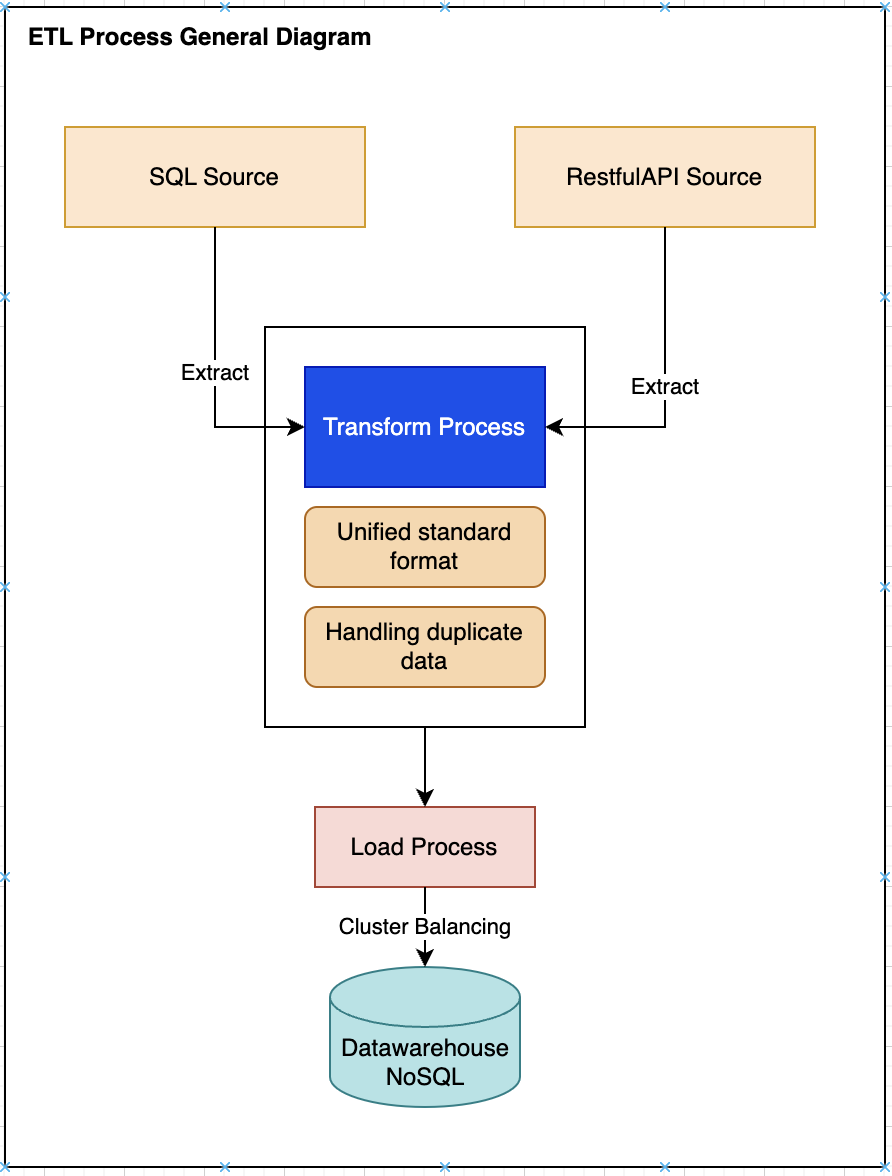 ETL Process General Diagram
SQL Source
RestfulAPI Source
Extract
Extract
Transform Process
Unified standard
format
Handling duplicate
data
Load Process
Cluster Balancing
Datawarehouse
NoSQL